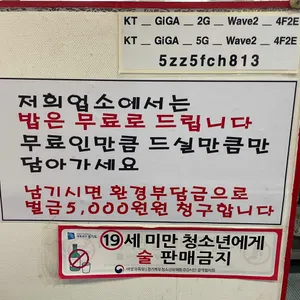 KT _ GiGA _ 2G _ Wave2 _ 4F2E
KT _ GiGA _ 5G _ Wave2 _ 4F2E
5zz5fch813
저희업소에서는
밥은 무료로 드립니다
무료인만큼 드실만큼만
담아가세요
남기시면 환경부담금으로
벌금5,000원원 청구합니다
19세 미만 청소년에게
술 판매금지